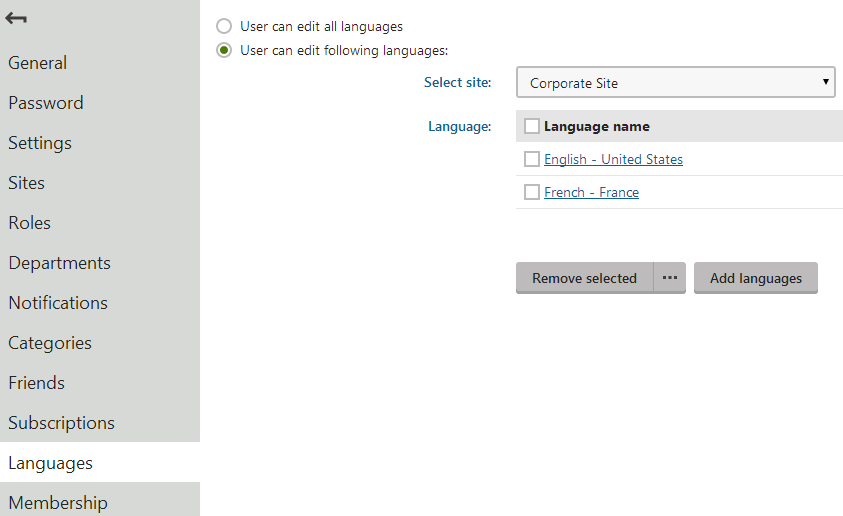 General
Password
Settings
Sites
Roles
Departments
Notifications
Categories
Friends
Subscriptions
Languages
Membership
User can edit all languages
User can edit following languages:
Select site: Corporate Site
Language: Language name
English - United States
French - France
Remove selected ... Add languages